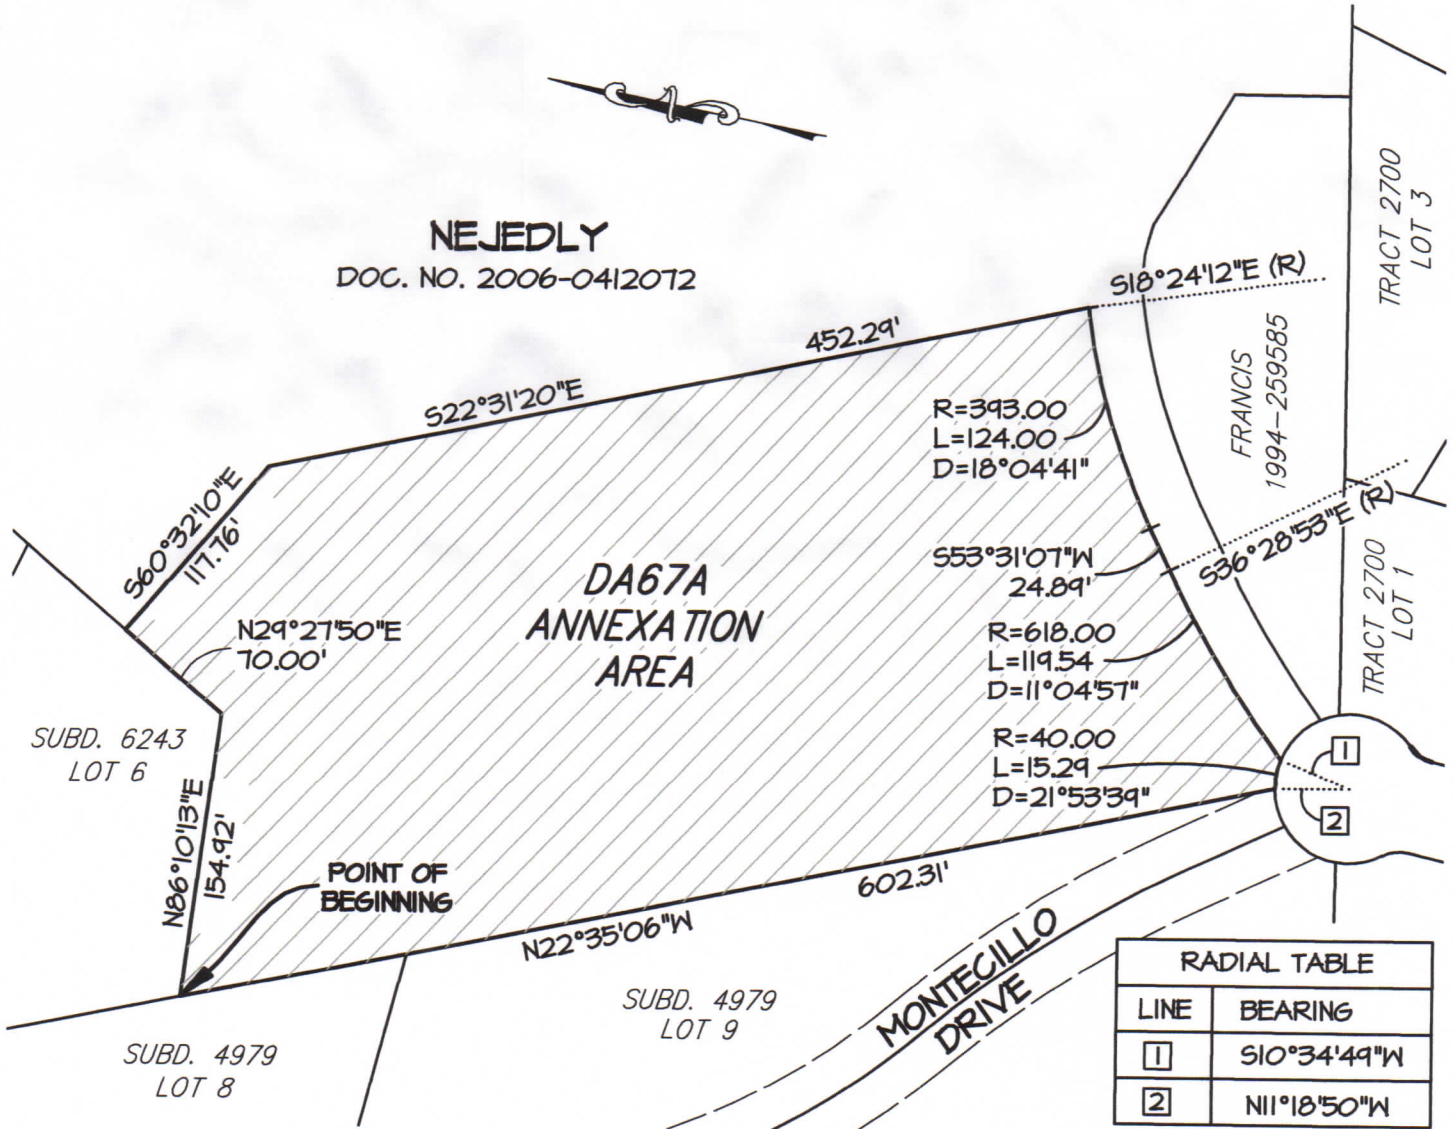 NEJEDLY
DOC. NO. 2006-0412072
S18°24'12"E (R)
TRACT 2700
LOT 3
452.29'
S22°31'20"E
FRANCIS
1994-259585
R=393.00
L=124.00
D=18°04'41"
S60°32'10"E
117.76'
S36°28'53"E (R)
S53°31'07"W
24.89'
DA67A
ANNEXATION
AREA
N29°27'50"E
70.00'
TRACT 2700
LOT 1
R=618.00
L=119.54
D=11°04'57"
SUBD. 6243
LOT 6
R=40.00
L=15.29
D=21°53'39"
1
2
N86°10'13"E
154.92'
POINT OF
BEGINNING
602.31'
N22°35'06"W
MONTECILLO
DRIVE
SUBD. 4979
LOT 9
SUBD. 4979
LOT 8
RADIAL TABLE
LINE BEARING
1 S10°34'49"W
2 N11°18'50"W